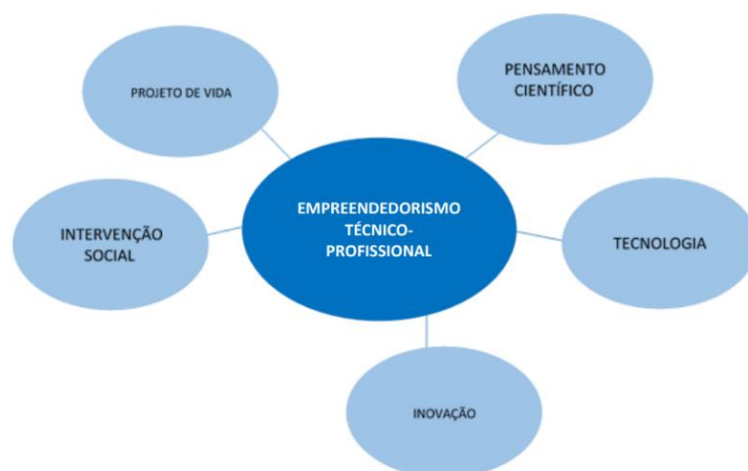 PROJETO DE VIDA
PENSAMENTO
CIENTÍFICO
EMPREENDEDORISMO
TÉCNICO-
PROFISSIONAL
INTERVENÇÃO
SOCIAL
TECNOLOGIA
INOVAÇÃO